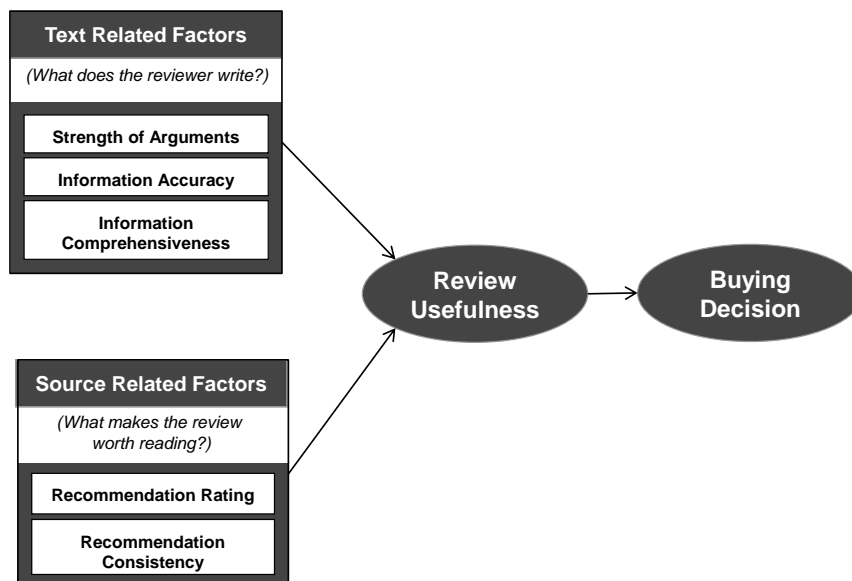 Text Related Factors
(What does the reviewer write?)
Strength of Arguments
Information Accuracy
Information
Comprehensiveness
Review
Usefulness
Buying
Decision
Source Related Factors
(What makes the review
worth reading?)
Recommendation Rating
Recommendation
Consistency